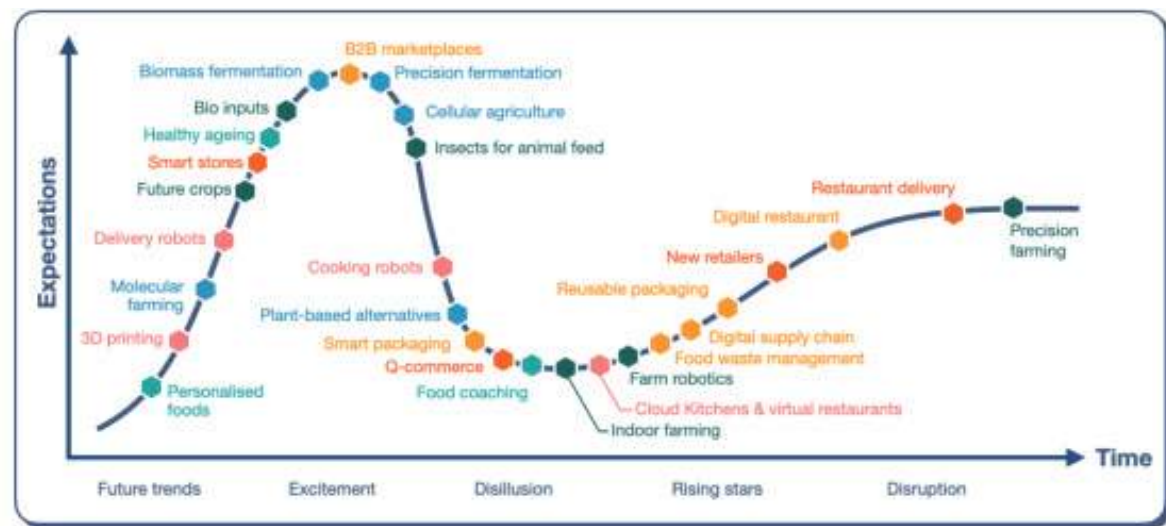 B2B marketplaces
Biomass fermentation
Precision fermentation
Bio inputs
Cellular agriculture
Healthy ageing
Insects for animal feed
Smart stores
Future crops
Restaurant delivery
Digital restaurant
Delivery robots
Precision
farming
New retailers
Cooking robots
Molecular
farming
Reusable packaging
Plant-based alternatives
3D printing
Smart packaging
Digital supply chain
Food waste management
Q-commerce
Farm robotics
Personalised
foods
Food coaching
Cloud Kitchens & virtual restaurants
Indoor farming
Expectations
Time
Future trends
Excitement
Disillusion
Rising stars
Disruption